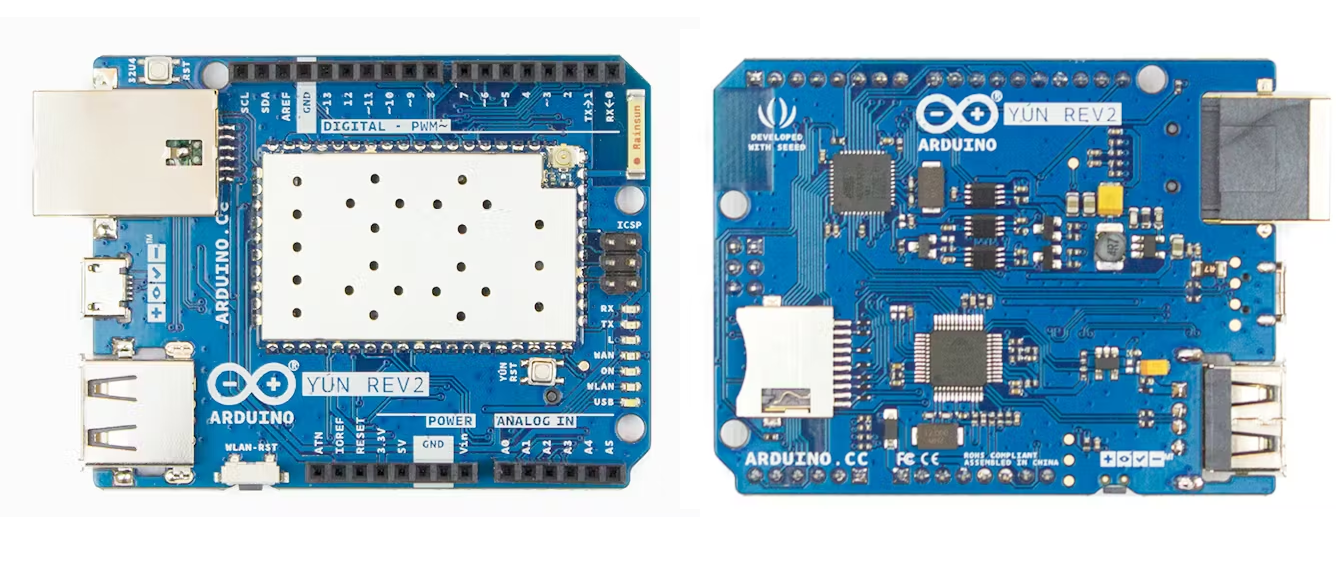 32U4
RST
SCL
SDA
AREF
GND
~13
12
~11
~10
~9
8
7
~6
~5
4
~3
2
TX→1
RX←0
DIGITAL - PWM~
Rainsun
ICSP
ARDUINO.CC
RX
TX
L
WAN
ON
WLAN
USB
YÚN
RST
YÚN REV2
ARDUINO
POWER
ANALOG IN
WLAN-RST
ATN
IOREF
RESET
3.3V
5V
GND
Vin
A0
A1
A2
A3
A4
A5
DEVELOPED
WITH SEEED
YÚN REV2
ARDUINO
4R7
ARDUINO.CC
FC CE
ROHS COMPLIANT
ASSEMBLED IN CHINA